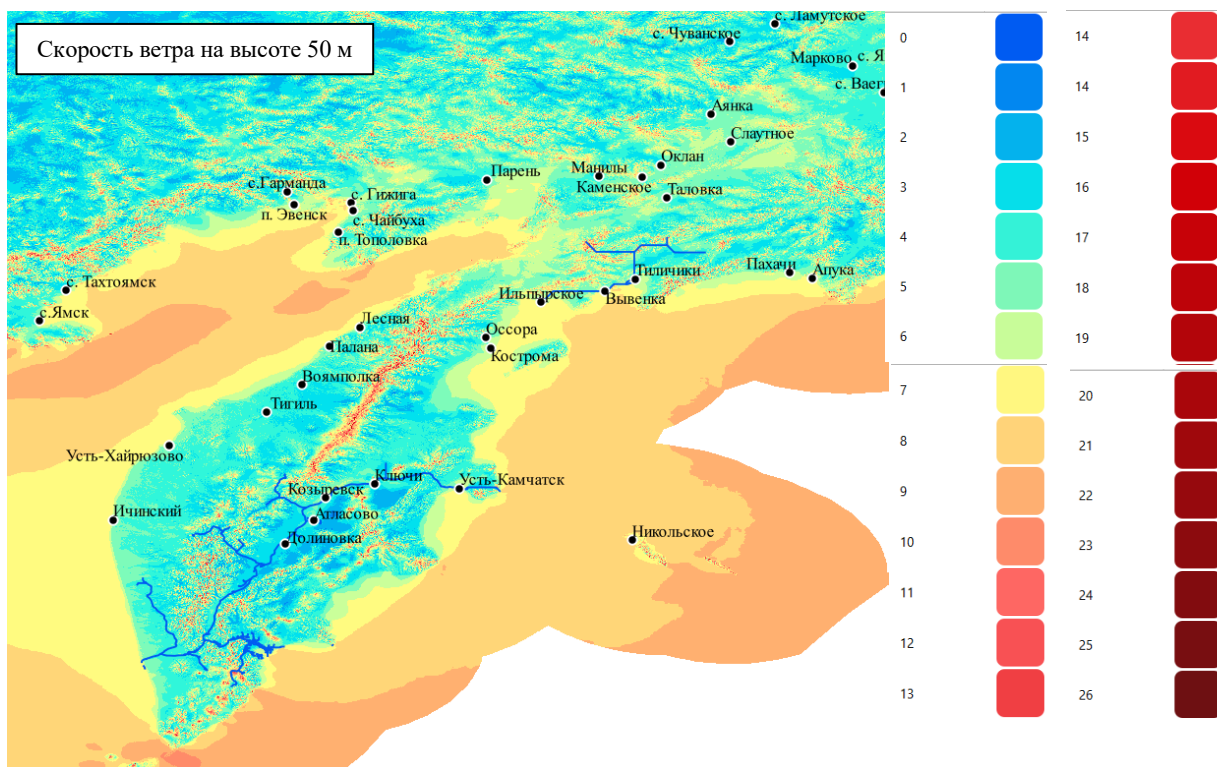 Скорость ветра на высоте 50 м
с. Ламутское
с. Чуванское
Марково
с. Я
с. Ваег
Аянка
Слаутное
Оклан
Манилы
Парень
Каменское
Таловка
с.Гарманда
с. Гижига
п. Эвенск
с. Чайбуха
п. Тополовка
Пахачи
Апука
Тиличики
с. Тахтоямск
Ильпырское
Вывенка
с.Ямск
Лесная
Оссора
Палана
Кострома
Воямполка
Тигиль
Усть-Хайрюзово
Ключи
Усть-Камчатск
Козыревск
Ичинский
Атласово
Никольское
Долиновка
0
1
2
3
4
5
6
7
8
9
10
11
12
13
14
14
15
16
17
18
19
20
21
22
23
24
25
26